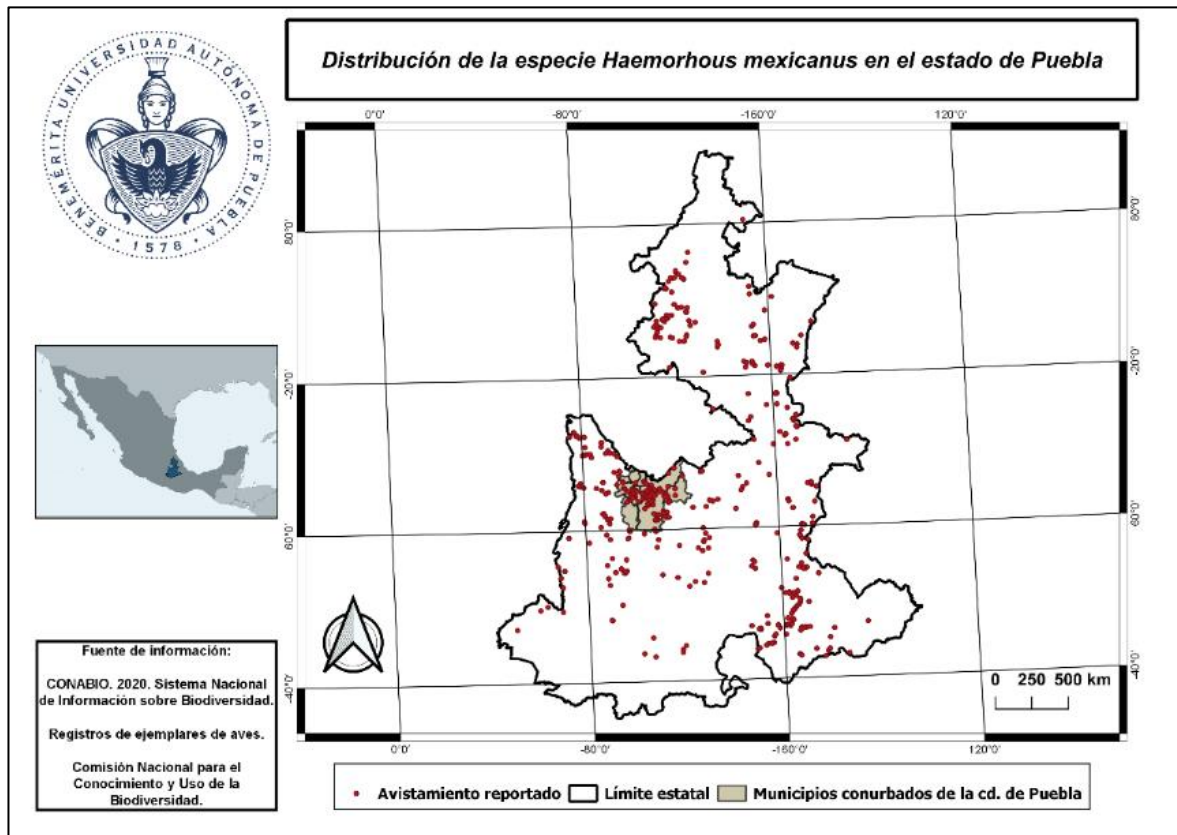 BENEMÉRITA UNIVERSIDAD AUTÓNOMA DE PUEBLA
• 1578 •
Distribución de la especie Haemorhous mexicanus en el estado de Puebla
0°0' -80°0' -160°0' 120°0'
80°0' 80°0'
-20°0' -20°0'
60°0' 60°0'
-40°0' -40°0'
0°0' -80°0' -160°0' 120°0'
0 250 500 km
Fuente de información:
CONABIO. 2020. Sistema Nacional
de Información sobre Biodiversidad.
Registros de ejemplares de aves.
Comisión Nacional para el
Conocimiento y Uso de la
Biodiversidad.
Avistamiento reportado Límite estatal Municipios conurbados de la cd. de Puebla